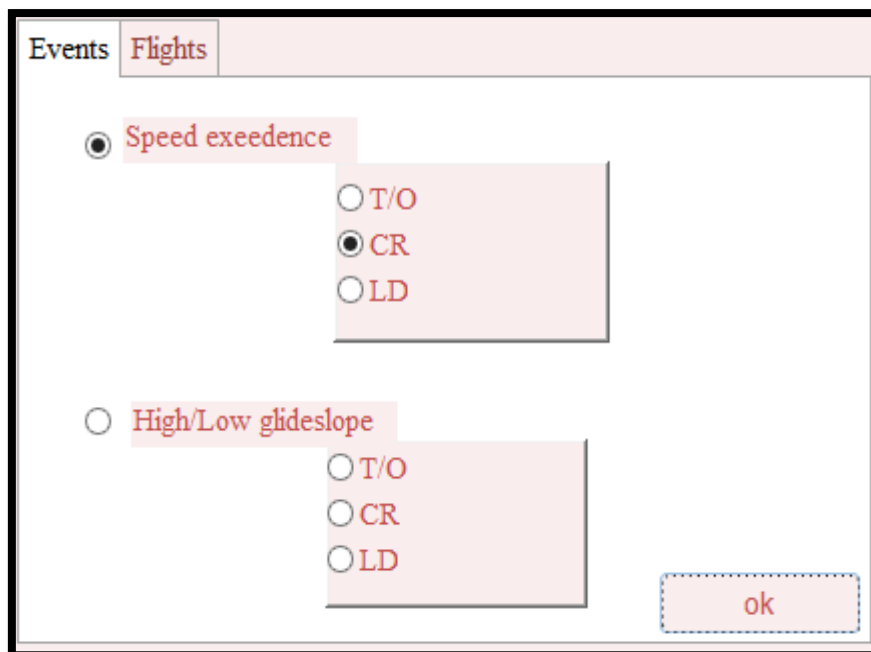 Events Flights
Speed exeedence
T/O
CR
LD
High/Low glideslope
T/O
CR
LD
ok